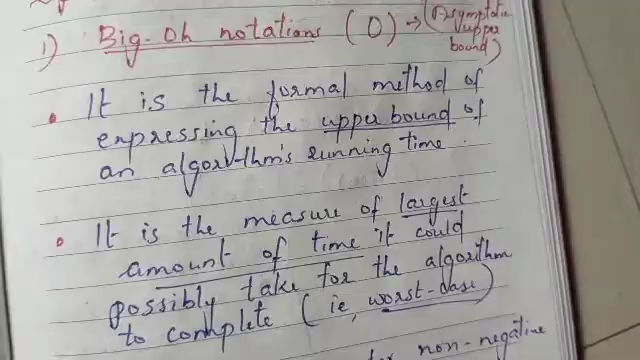 1) Big-Oh notations (O) → (Asymptotic upper bound)
• It is the formal method of
expressing the upper bound of
an algorithm's running time.
• It is the measure of largest
amount of time it could
possibly take for the algorithm
to complete (ie, worst-case)
for non-negative